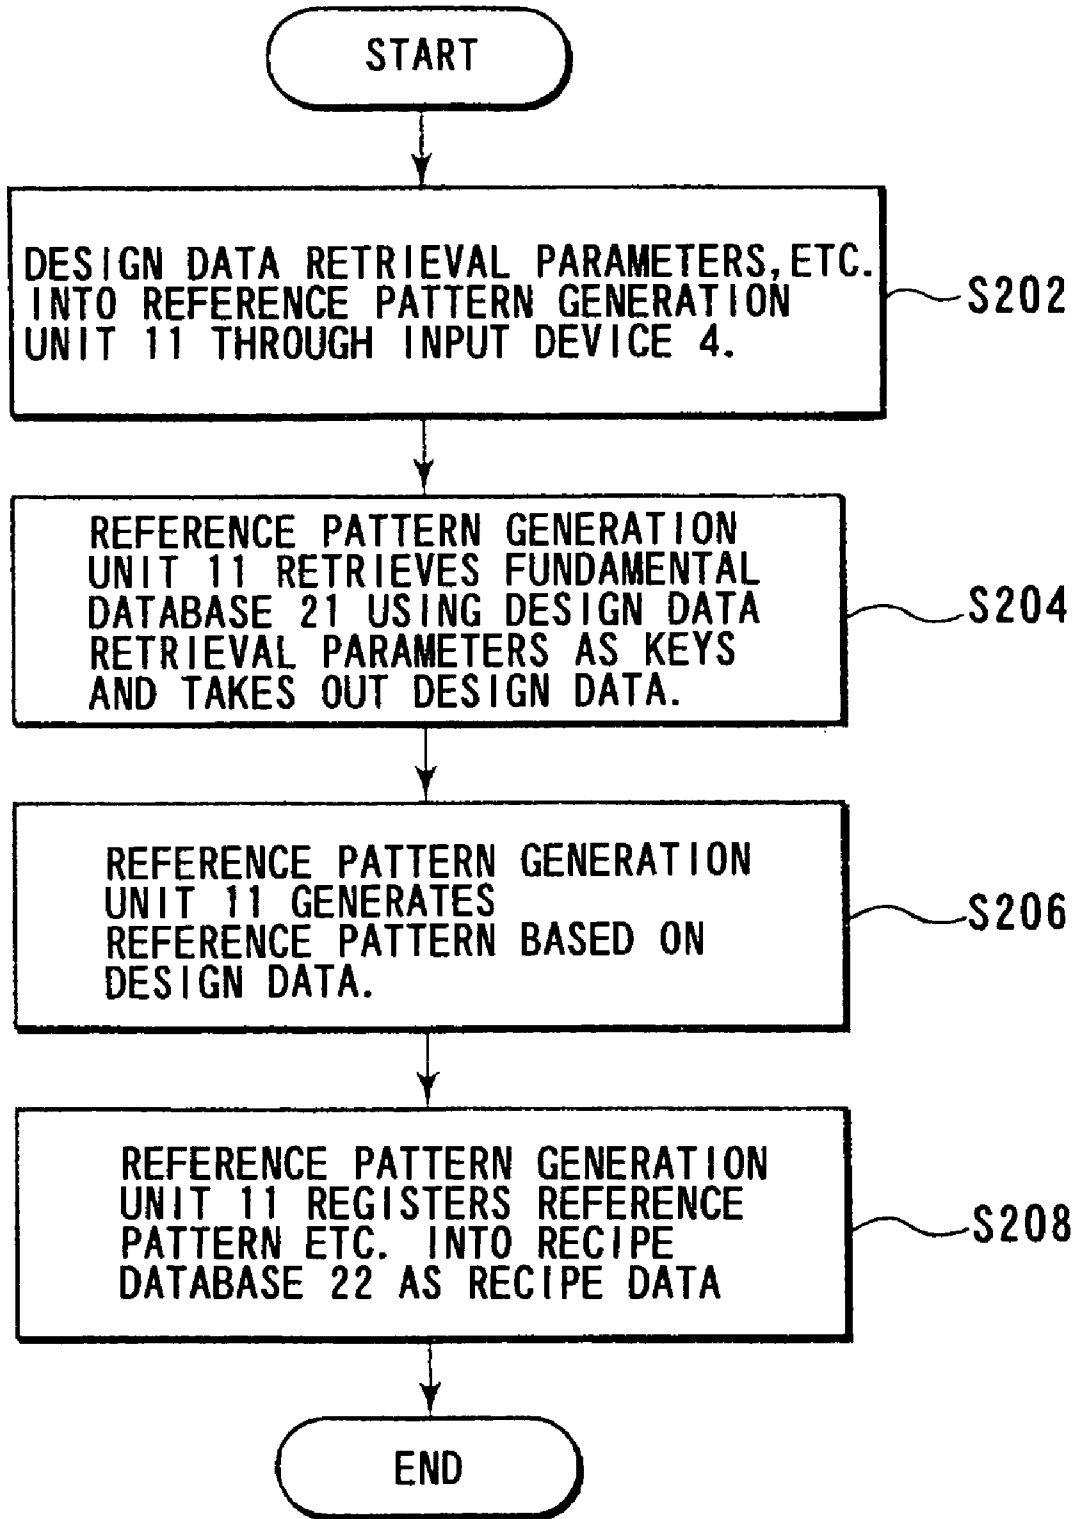 START
DESIGN DATA RETRIEVAL PARAMETERS, ETC.
INTO REFERENCE PATTERN GENERATION
UNIT 11 THROUGH INPUT DEVICE 4.
S202
REFERENCE PATTERN GENERATION
UNIT 11 RETRIEVES FUNDAMENTAL
DATABASE 21 USING DESIGN DATA
RETRIEVAL PARAMETERS AS KEYS
AND TAKES OUT DESIGN DATA.
S204
REFERENCE PATTERN GENERATION
UNIT 11 GENERATES
REFERENCE PATTERN BASED ON
DESIGN DATA.
S206
REFERENCE PATTERN GENERATION
UNIT 11 REGISTERS REFERENCE
PATTERN ETC. INTO RECIPE
DATABASE 22 AS RECIPE DATA
S208
END